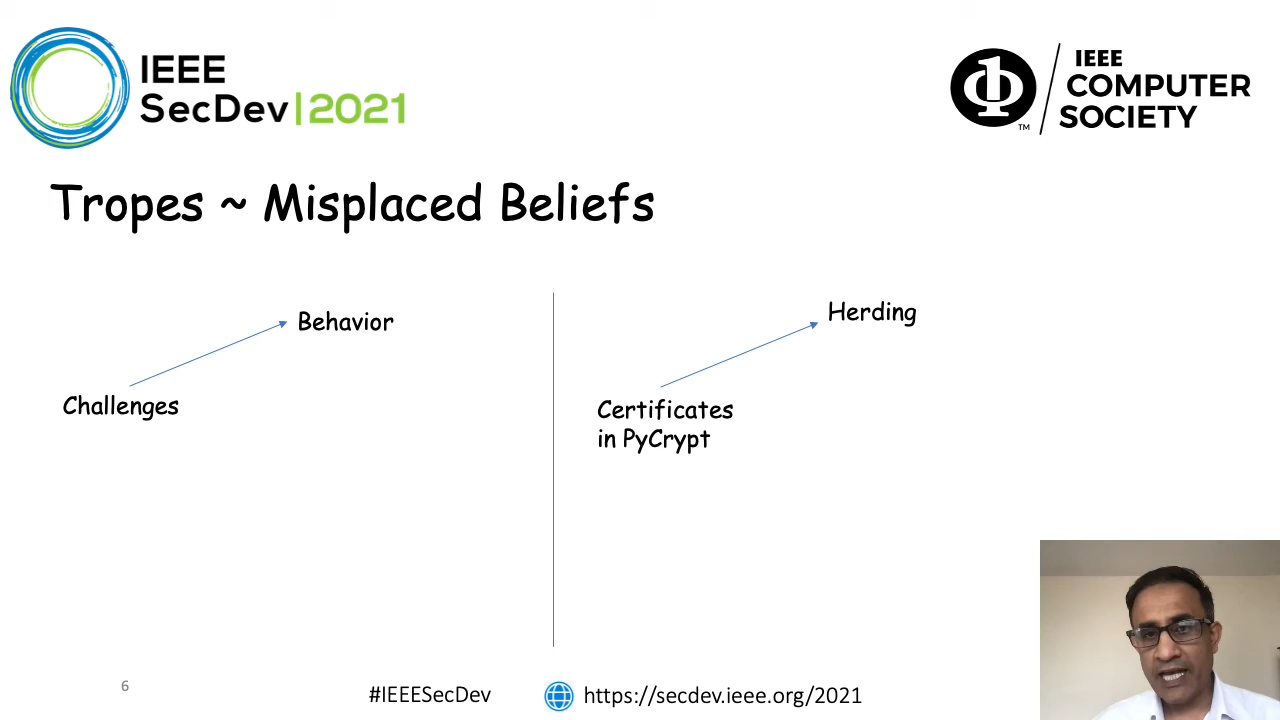 IEEE
SecDev|2021
IEEE
COMPUTER
SOCIETY
TM
Tropes ~ Misplaced Beliefs
Behavior
Challenges
Herding
Certificates
in PyCrypt
6
#IEEESecDev
https://secdev.ieee.org/2021